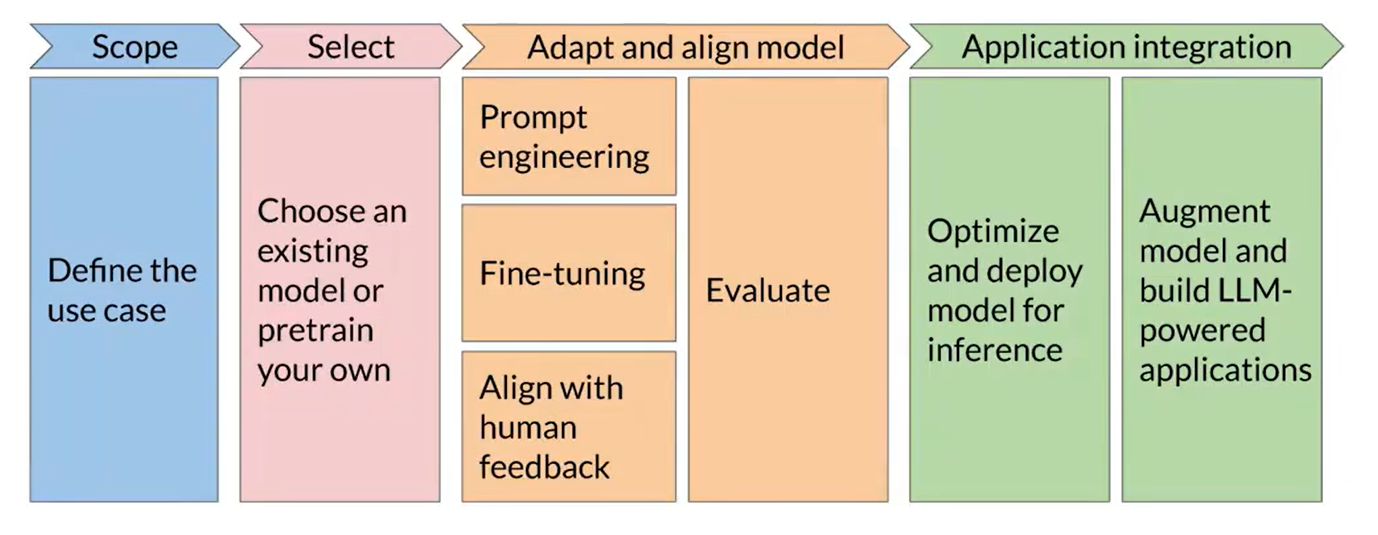 Scope
Select
Adapt and align model
Application integration
Define the
use case
Choose an
existing
model or
pretrain
your own
Prompt
engineering
Fine-tuning
Align with
human
feedback
Evaluate
Optimize
and deploy
model for
inference
Augment
model and
build LLM-
powered
applications